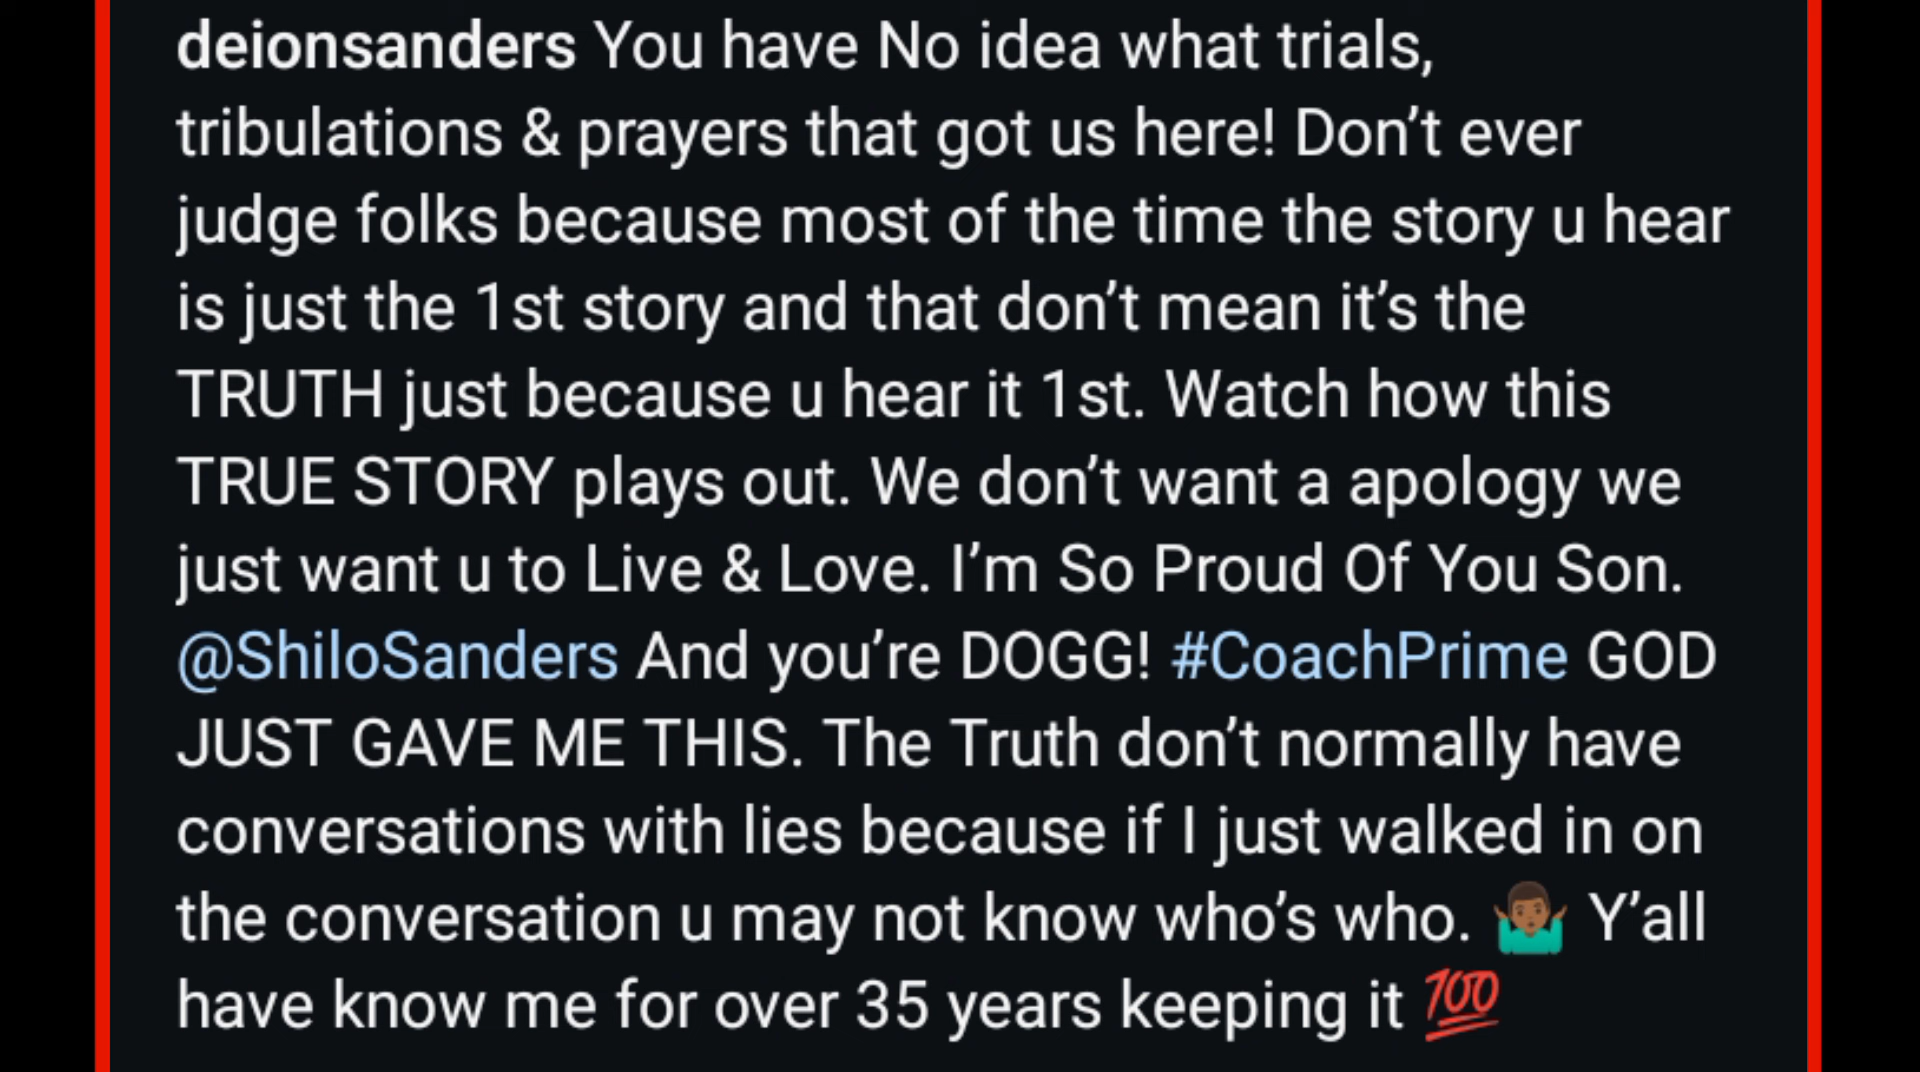 deionsanders You have No idea what trials,
tribulations & prayers that got us here! Don’t ever
judge folks because most of the time the story u hear
is just the 1st story and that don’t mean it’s the
TRUTH just because u hear it 1st. Watch how this
TRUE STORY plays out. We don’t want a apology we
just want u to Live & Love. I’m So Proud Of You Son.
@ShiloSanders And you’re DOGG! #CoachPrime GOD
JUST GAVE ME THIS. The Truth don’t normally have
conversations with lies because if I just walked in on
the conversation u may not know who’s who. 🤷🏾‍♂️ Y’all
have know me for over 35 years keeping it 💯